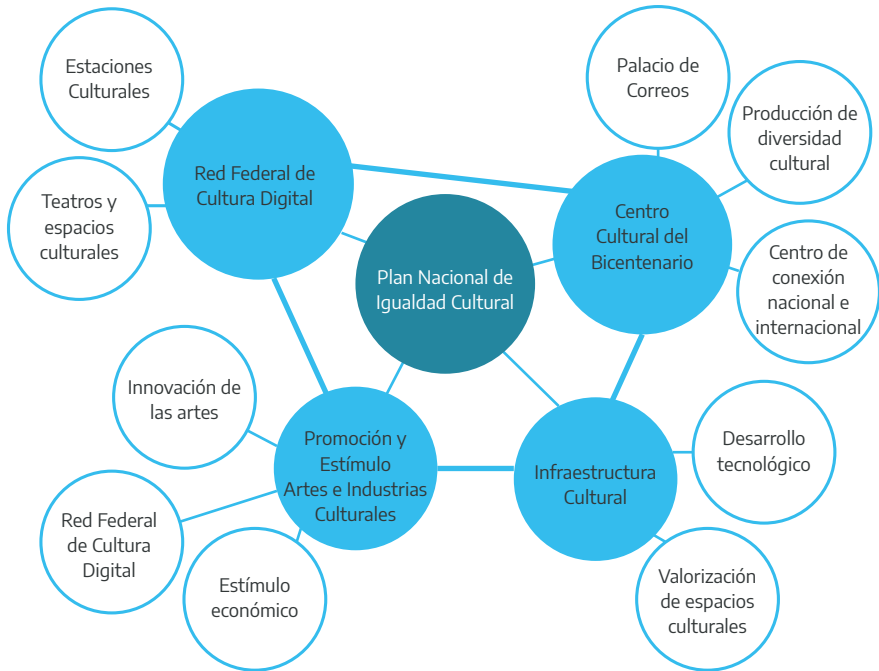 Estaciones
Culturales
Teatros y
espacios
culturales
Red Federal de
Cultura Digital
Plan Nacional de
Igualdad Cultural
Palacio de
Correos
Producción de
diversidad
cultural
Centro
Cultural del
Bicentenario
Centro de
conexión
nacional e
internacional
Innovación de
las artes
Red Federal
de Cultura
Digital
Estímulo
económico
Promoción y
Estímulo
Artes e Industrias
Culturales
Infraestructura
Cultural
Desarrollo
tecnológico
Valorización
de espacios
culturales